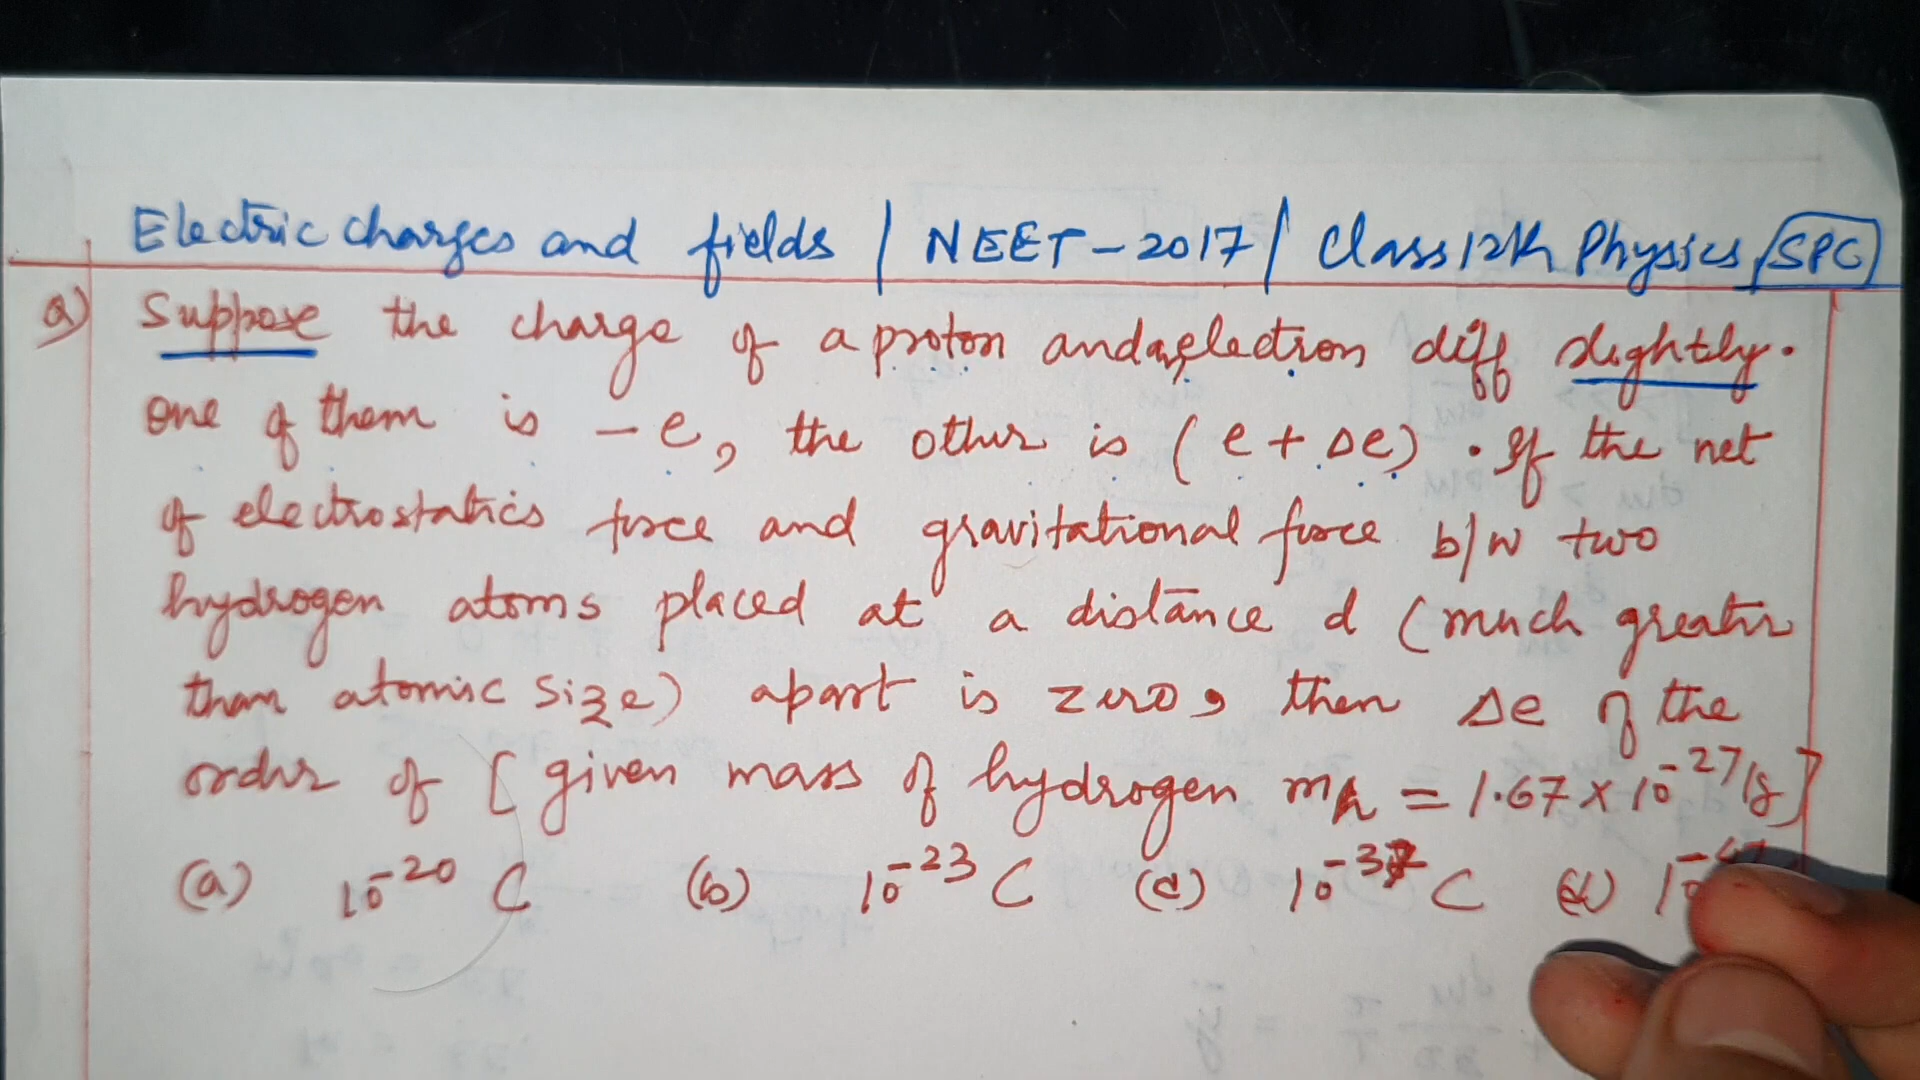 Electric charges and fields | NEET-2017 | Class 12th Physics SPC
Q) Suppose the charge of a proton and an electron diff slightly.
One of them is -e, the other is (e + Δe). If the net
of electrostatics force and gravitational force b/w two
hydrogen atoms placed at a distance d (much greater
than atomic size) apart is zero, then Δe of the
order of [given mass of hydrogen mh = 1.67 × 10⁻²⁷ kg]
(a) 10⁻²⁰ C (b) 10⁻²³ C (c) 10⁻³⁷ C (d)